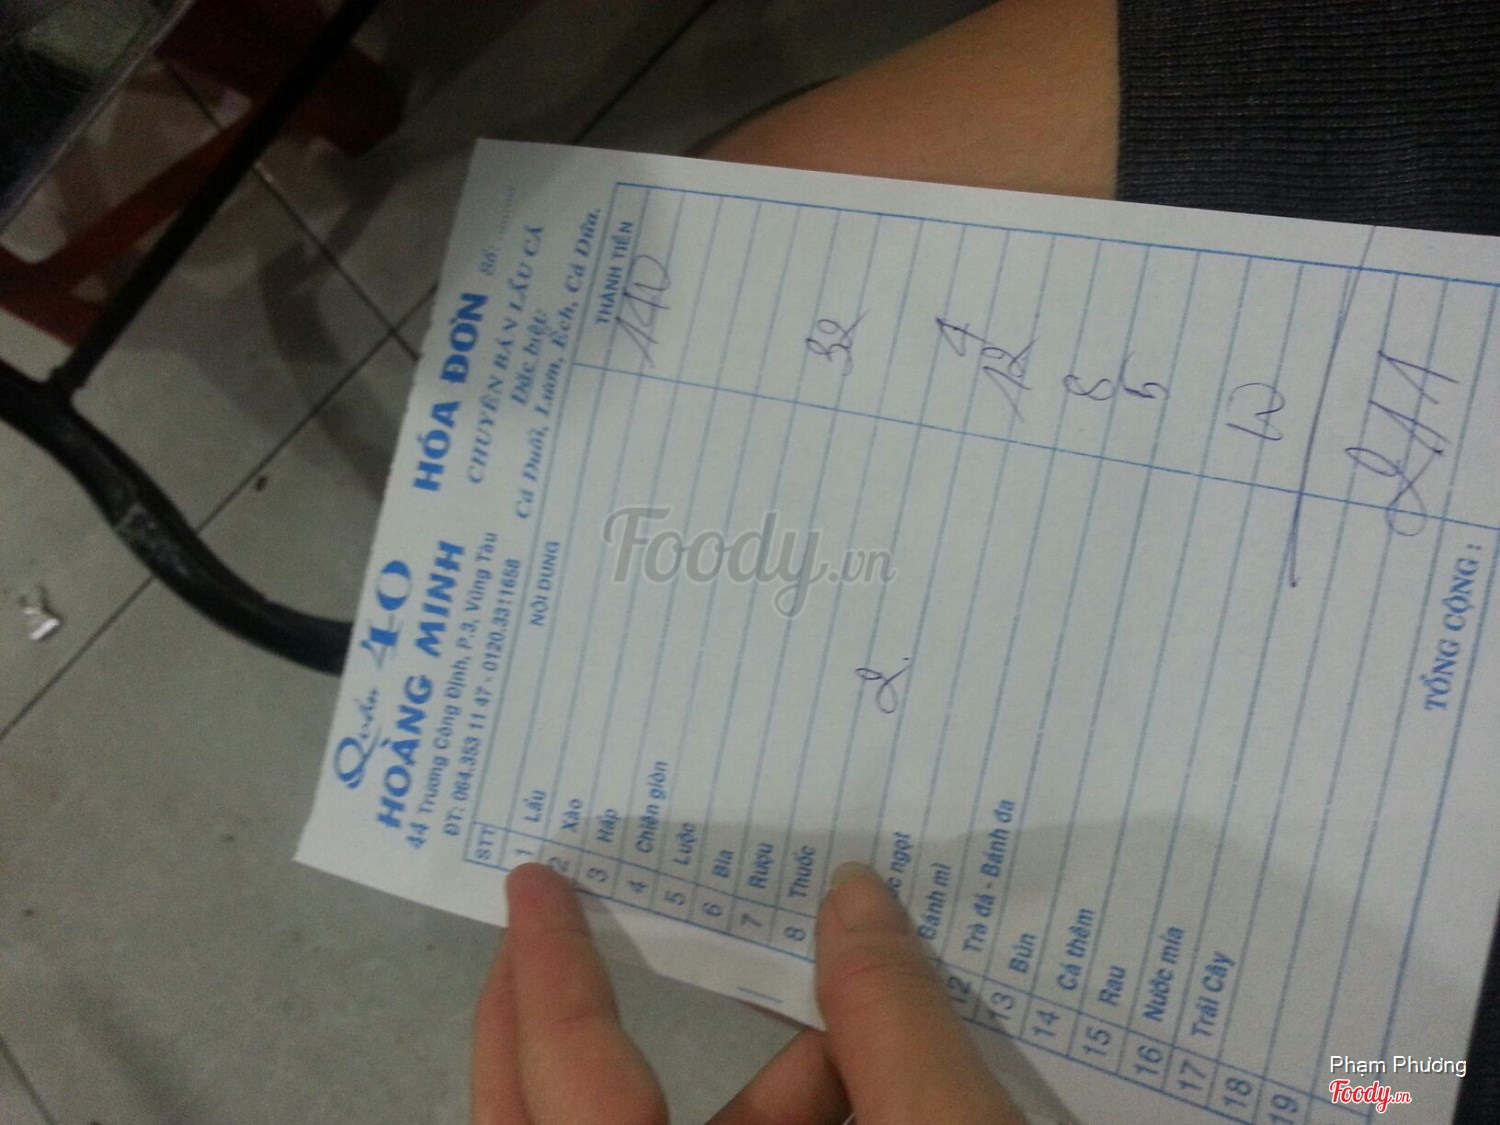 Quán 40
HOÀNG MINH
44 Trương Công Định, P.3, Vũng Tàu
ĐT: 064.353 11 47 - 0120.3311658
HÓA ĐƠN
Số:
CHUYÊN BÁN LẨU CÁ
Đặc biệt:
Cá Đuối, Lươn, Ếch, Cá Dứa.
STT NỘI DUNG THÀNH TIỀN
1 Lẩu 140
2 Xào
3 Hấp
4 Chiên giòn
5 Luộc
6 Bia
7 Rượu 32
8 Thuốc
2
ọc ngọt 4
Bánh mì 12
12 Trà đá - Bánh đa 8
13 Bún 5
14 Cá thêm
15 Rau
16 Nước mía
17 Trái Cây
18
19
211
TỔNG CỘNG :
Foody.vn
Phạm Phương
Foody.vn